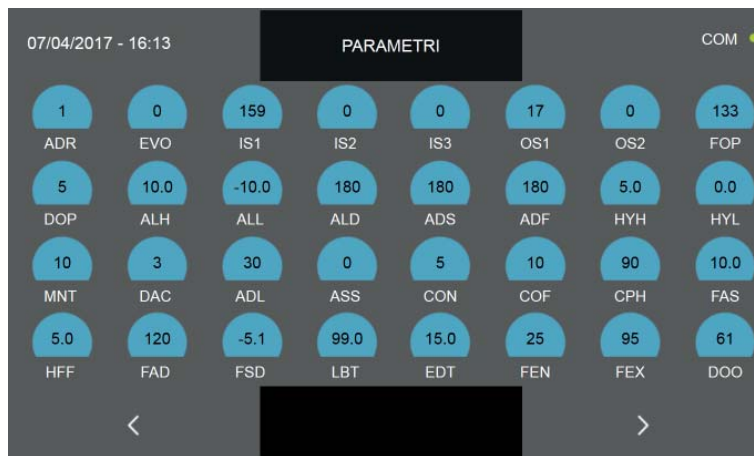 07/04/2017 - 16:13 PARAMETRI COM
1 0 159 0 0 17 0 133
ADR EVO IS1 IS2 IS3 OS1 OS2 FOP
5 10.0 -10.0 180 180 180 5.0 0.0
DOP ALH ALL ALD ADS ADF HYH HYL
10 3 30 0 5 10 90 10.0
MNT DAC ADL ASS CON COF CPH FAS
5.0 120 -5.1 99.0 15.0 25 95 61
HFF FAD FSD LBT EDT FEN FEX DOO